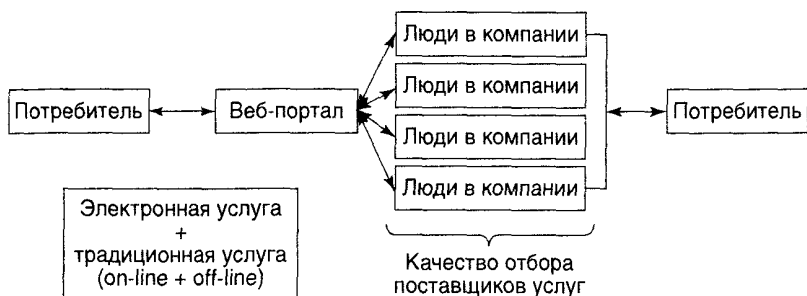 Люди в компании
Люди в компании
Потребитель
Веб-портал
Потребитель
Люди в компании
Люди в компании
Электронная услуга
+
традиционная услуга
(on-line + off-line)
Качество отбора
поставщиков услуг